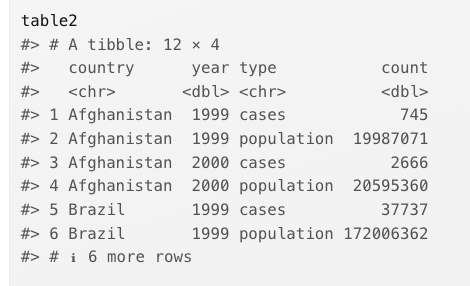 table2
#> # A tibble: 12 × 4
#>   country      year type           count
#>   <chr>       <dbl> <chr>          <dbl>
#> 1 Afghanistan  1999 cases            745
#> 2 Afghanistan  1999 population  19987071
#> 3 Afghanistan  2000 cases           2666
#> 4 Afghanistan  2000 population  20595360
#> 5 Brazil       1999 cases          37737
#> 6 Brazil       1999 population 172006362
#> # ℹ 6 more rows